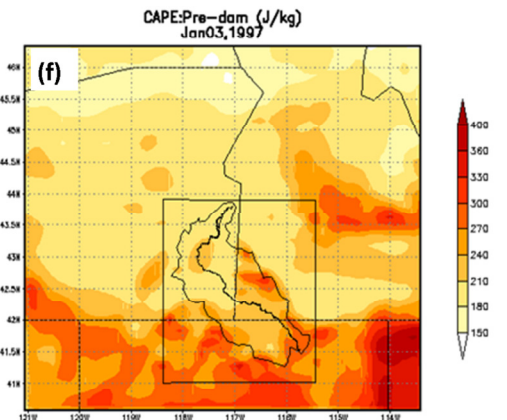 CAPE:Pre-dam (J/kg)
Jan03,1997
(f)
46N
45.5N
45N
44.5N
44N
43.5N
43N
42.5N
42N
41.5N
41N
121W 120W 119W 118W 117W 116W 115W 114W
400
360
330
300
270
240
210
180
150